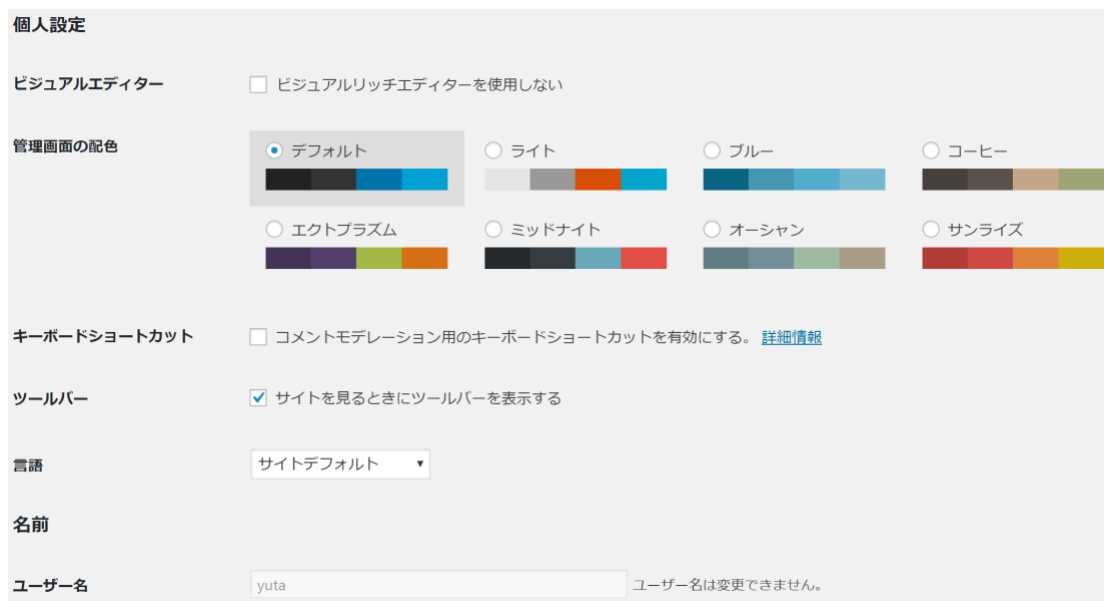 個人設定
ビジュアルエディター ビジュアルリッチエディターを使用しない
管理画面の配色 デフォルト ライト ブルー コーヒー
エクトプラズム ミッドナイト オーシャン サンライズ
キーボードショートカット コメントモデレーション用のキーボードショートカットを有効にする。 詳細情報
ツールバー サイトを見るときにツールバーを表示する
言語 サイトデフォルト
名前
ユーザー名 yuta ユーザー名は変更できません。